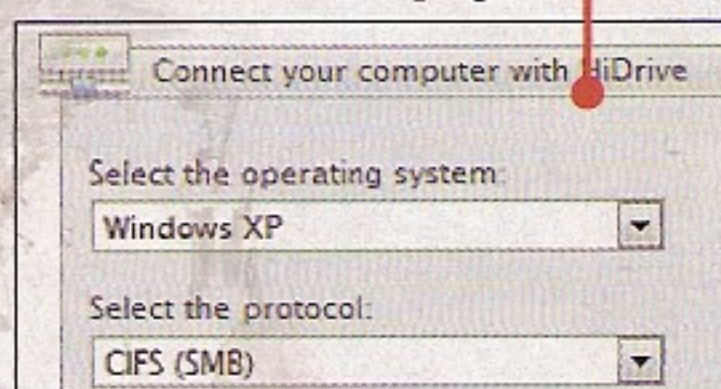 Connect your computer with HiDrive
Select the operating system:
Windows XP
Select the protocol:
CIFS (SMB)